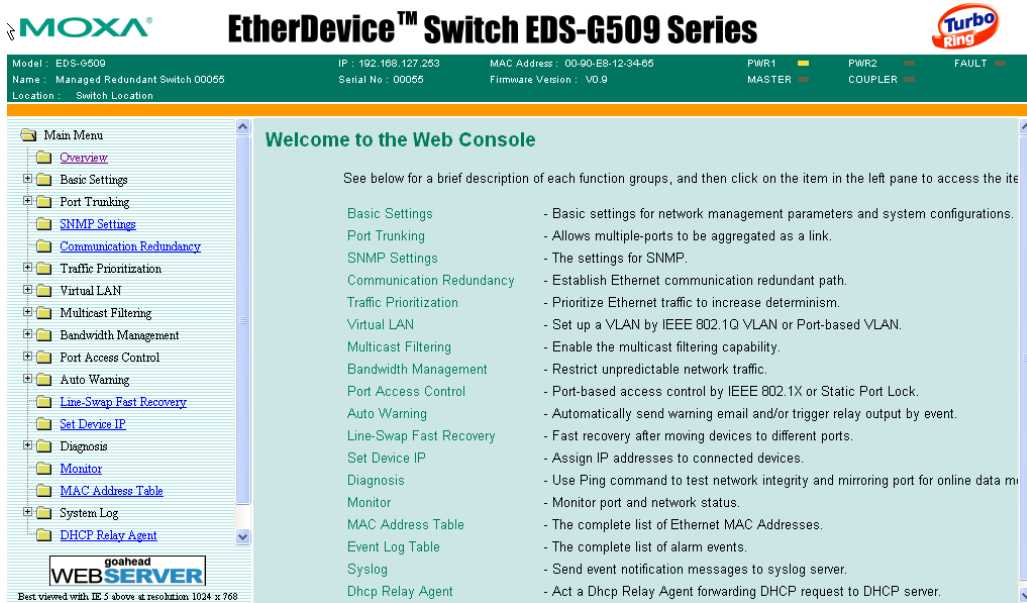 MOXA®
EtherDevice™ Switch EDS-G509 Series
Turbo Ring
Model : EDS-G509
IP : 192.168.127.253
MAC Address : 00-90-E8-12-34-65
PWR1
PWR2
FAULT
Name : Managed Redundant Switch 00055
Serial No : 00055
Firmware Version : V0.9
MASTER
COUPLER
Location : Switch Location
Main Menu
Overview
Basic Settings
Port Trunking
SNMP Settings
Communication Redundancy
Traffic Prioritization
Virtual LAN
Multicast Filtering
Bandwidth Management
Port Access Control
Auto Warning
Line-Swap Fast Recovery
Set Device IP
Diagnosis
Monitor
MAC Address Table
System Log
DHCP Relay Agent
goahead
WEBSERVER
Best viewed with IE 5 above at resolution 1024 x 768
Welcome to the Web Console
See below for a brief description of each function groups, and then click on the item in the left pane to access the ite
Basic Settings - Basic settings for network management parameters and system configurations.
Port Trunking - Allows multiple-ports to be aggregated as a link.
SNMP Settings - The settings for SNMP.
Communication Redundancy - Establish Ethernet communication redundant path.
Traffic Prioritization - Prioritize Ethernet traffic to increase determinism.
Virtual LAN - Set up a VLAN by IEEE 802.1Q VLAN or Port-based VLAN.
Multicast Filtering - Enable the multicast filtering capability.
Bandwidth Management - Restrict unpredictable network traffic.
Port Access Control - Port-based access control by IEEE 802.1X or Static Port Lock.
Auto Warning - Automatically send warning email and/or trigger relay output by event.
Line-Swap Fast Recovery - Fast recovery after moving devices to different ports.
Set Device IP - Assign IP addresses to connected devices.
Diagnosis - Use Ping command to test network integrity and mirroring port for online data m
Monitor - Monitor port and network status.
MAC Address Table - The complete list of Ethernet MAC Addresses.
Event Log Table - The complete list of alarm events.
Syslog - Send event notification messages to syslog server.
Dhcp Relay Agent - Act a Dhcp Relay Agent forwarding DHCP request to DHCP server.